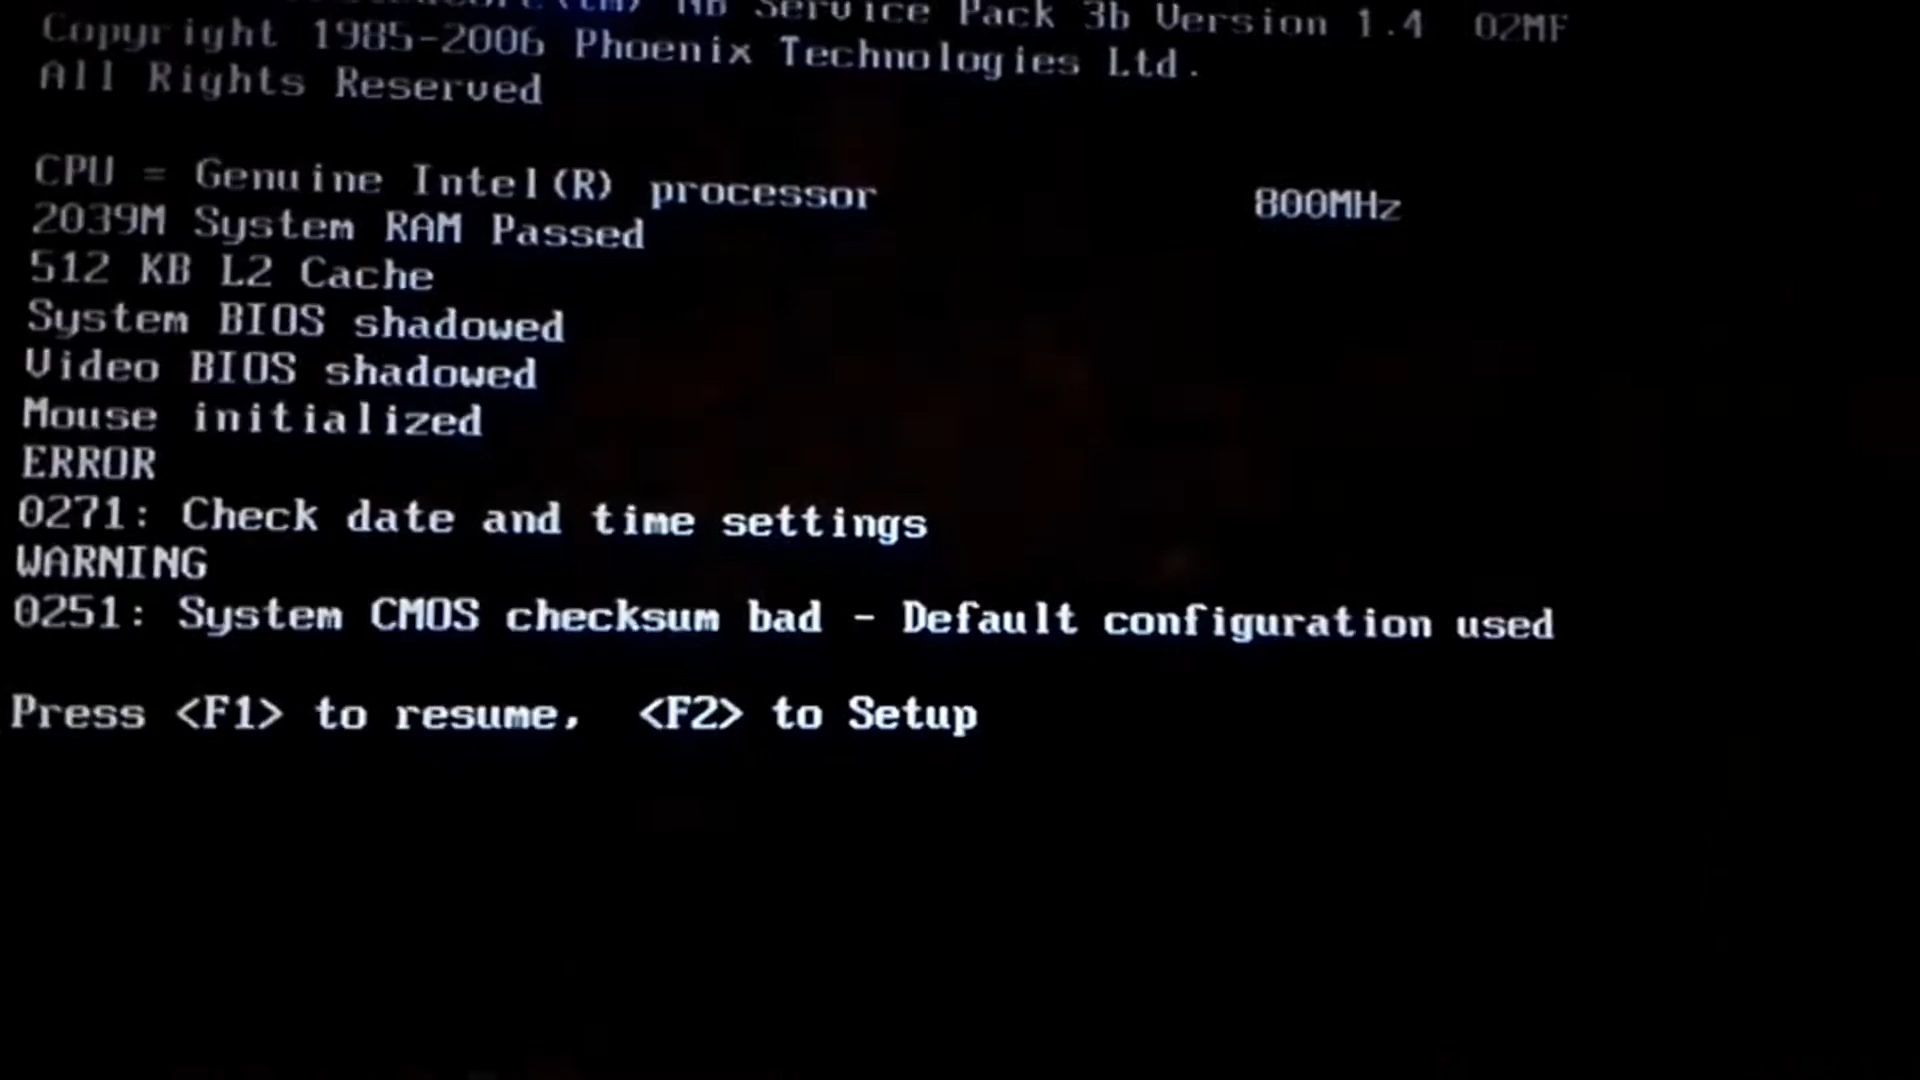 NB Service Pack 3b Version 1.4 02MF
Copyright 1985-2006 Phoenix Technologies Ltd.
All Rights Reserved
CPU = Genuine Intel(R) processor 800MHz
2039M System RAM Passed
512 KB L2 Cache
System BIOS shadowed
Video BIOS shadowed
Mouse initialized
ERROR
0271: Check date and time settings
WARNING
0251: System CMOS checksum bad - Default configuration used
Press <F1> to resume, <F2> to Setup